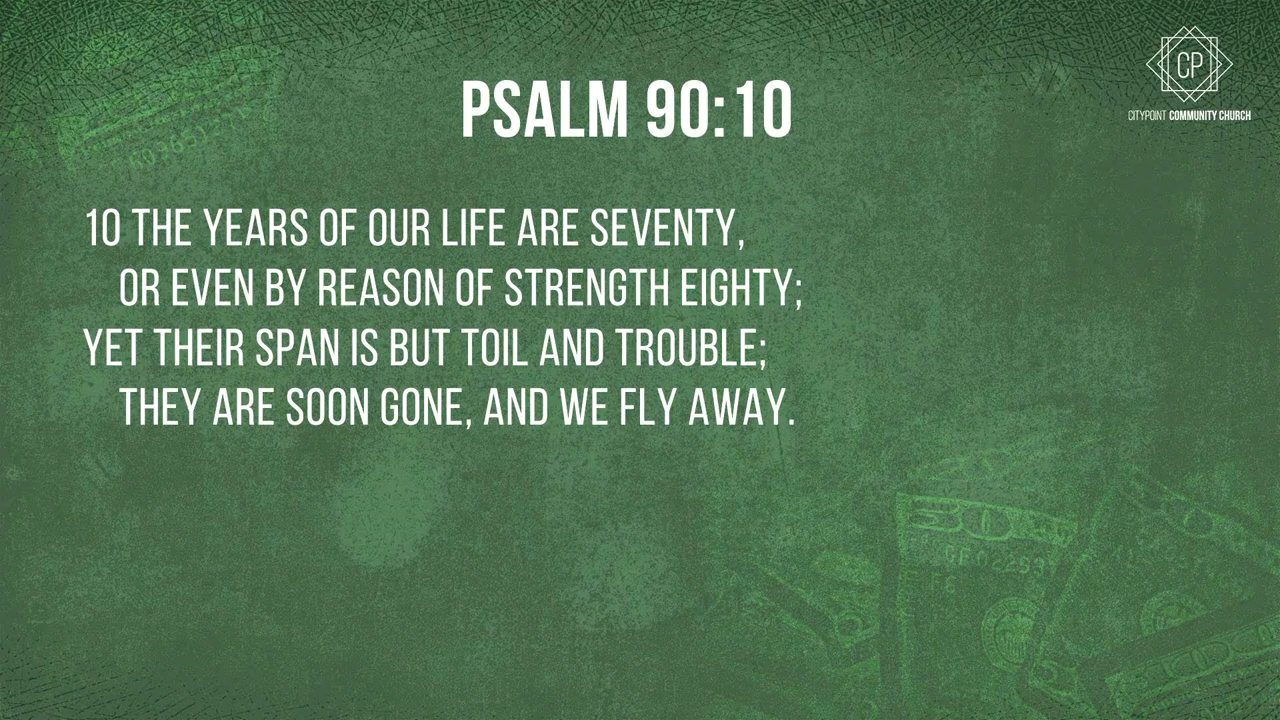 CP
CITYPOINT COMMUNITY CHURCH
PSALM 90:10
10 THE YEARS OF OUR LIFE ARE SEVENTY,
OR EVEN BY REASON OF STRENGTH EIGHTY;
YET THEIR SPAN IS BUT TOIL AND TROUBLE;
THEY ARE SOON GONE, AND WE FLY AWAY.